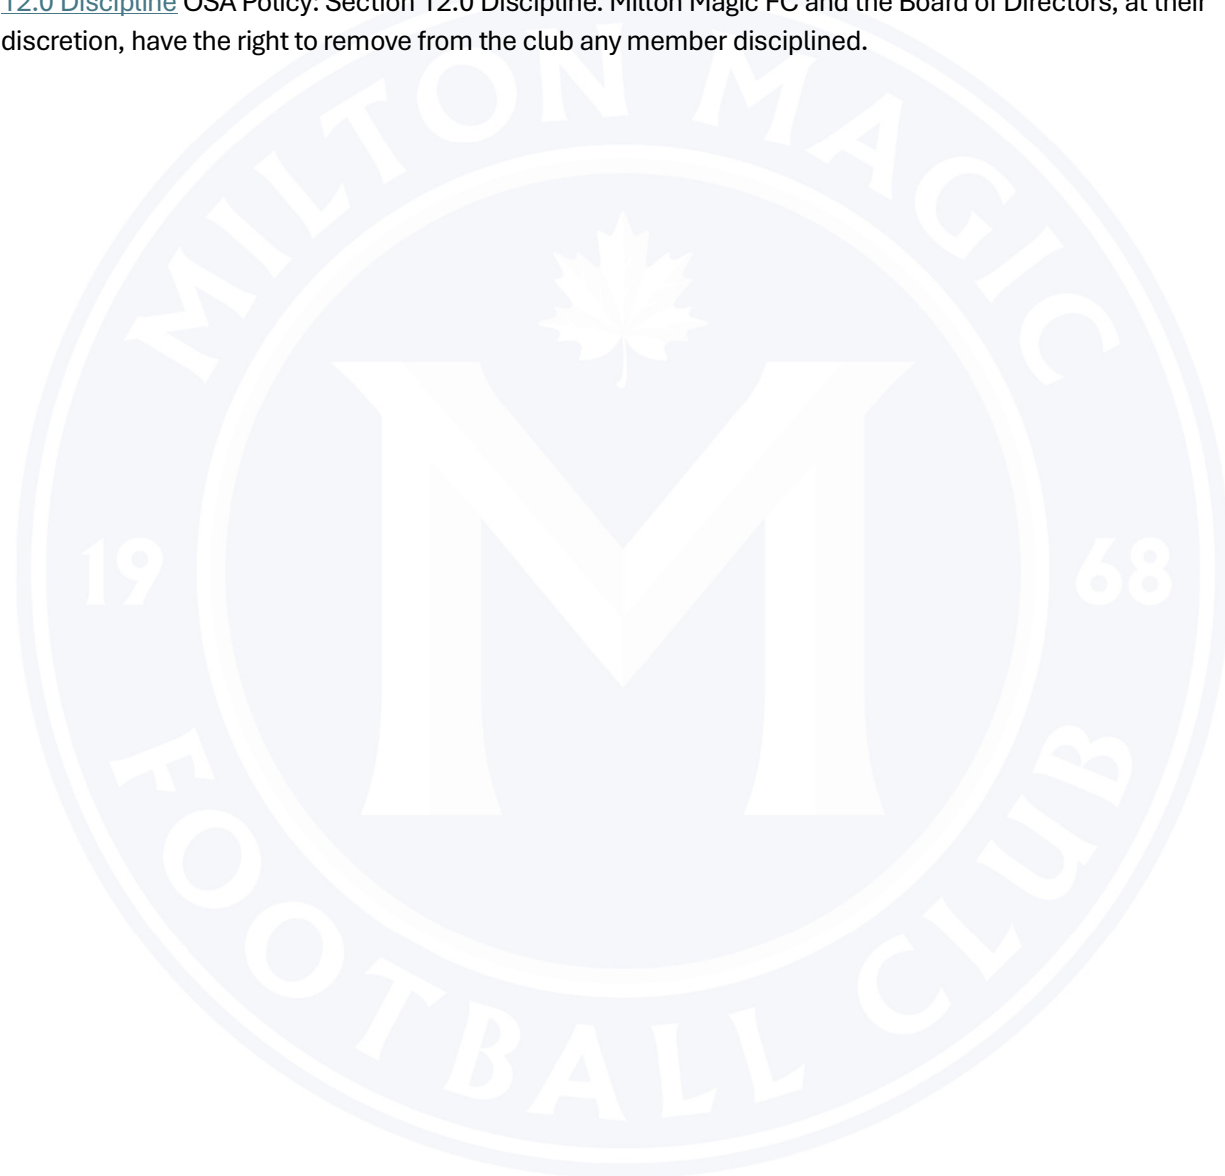 12.0 Discipline OSA Policy: Section 12.0 Discipline. Milton Magic FC and the Board of Directors, at their
discretion, have the right to remove from the club any member disciplined.
MILTON MAGIC
19 68
M
FOOTBALL CLUB